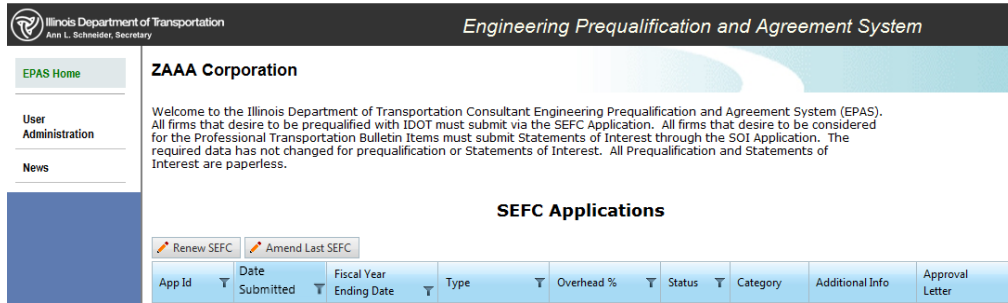 Illinois Department of Transportation
Ann L. Schneider, Secretary
Engineering Prequalification and Agreement System
EPAS Home
User
Administration
News
ZAAA Corporation
Welcome to the Illinois Department of Transportation Consultant Engineering Prequalification and Agreement System (EPAS).
All firms that desire to be prequalified with IDOT must submit via the SEFC Application. All firms that desire to be considered
for the Professional Transportation Bulletin Items must submit Statements of Interest through the SOI Application. The
required data has not changed for prequalification or Statements of Interest. All Prequalification and Statements of
Interest are paperless.
SEFC Applications
Renew SEFC Amend Last SEFC
App Id
Date
Submitted
Fiscal Year
Ending Date
Type
Overhead %
Status
Category
Additional Info
Approval
Letter